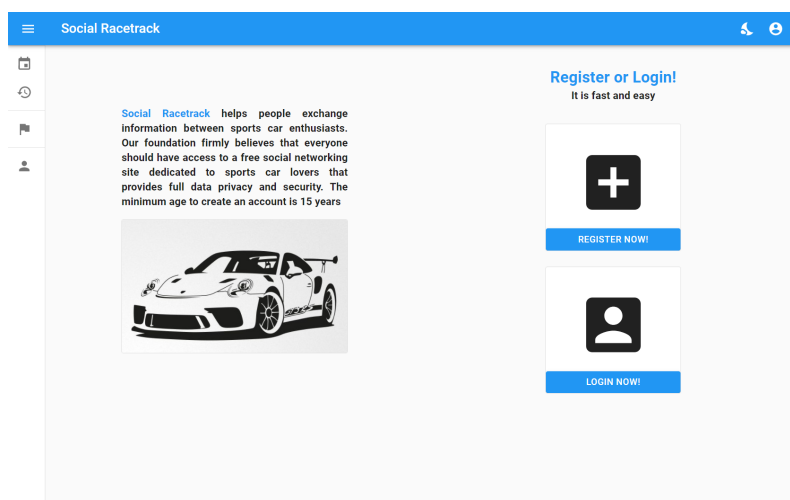 Social Racetrack
Register or Login!
It is fast and easy
Social Racetrack helps people exchange
information between sports car enthusiasts.
Our foundation firmly believes that everyone
should have access to a free social networking
site dedicated to sports car lovers that
provides full data privacy and security. The
minimum age to create an account is 15 years
REGISTER NOW!
LOGIN NOW!